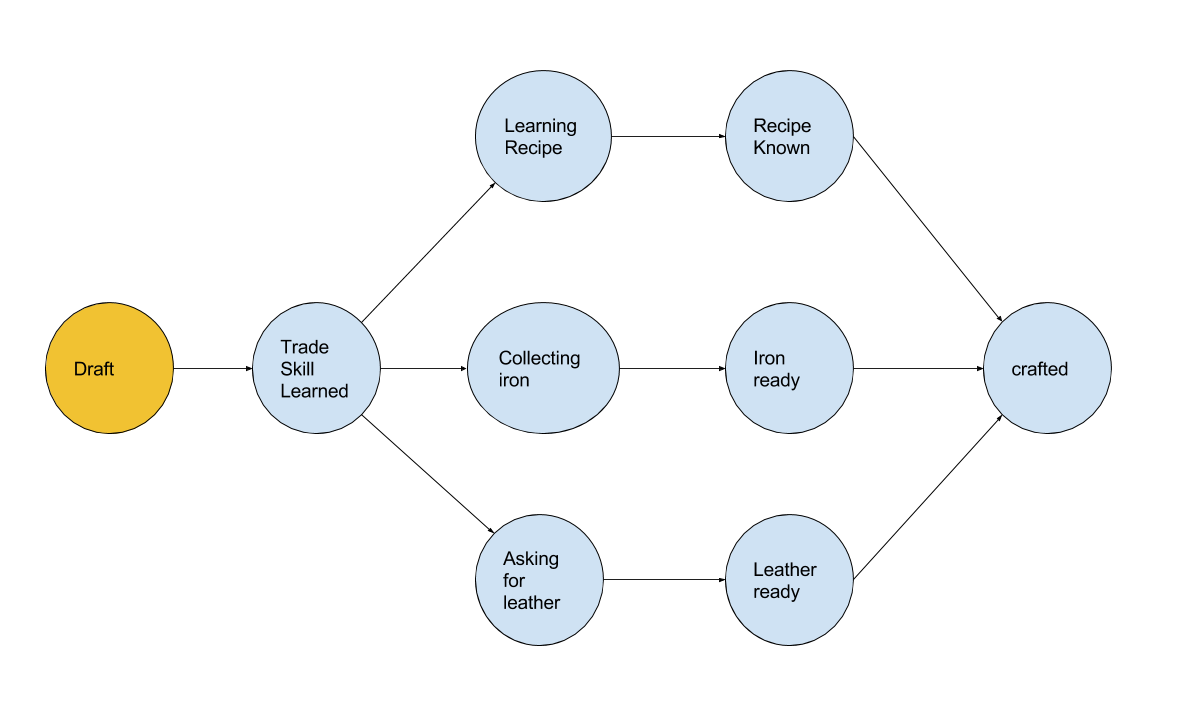 Learning
Recipe
Recipe
Known
Draft
Trade
Skill
Learned
Collecting
iron
Iron
ready
crafted
Asking
for
leather
Leather
ready